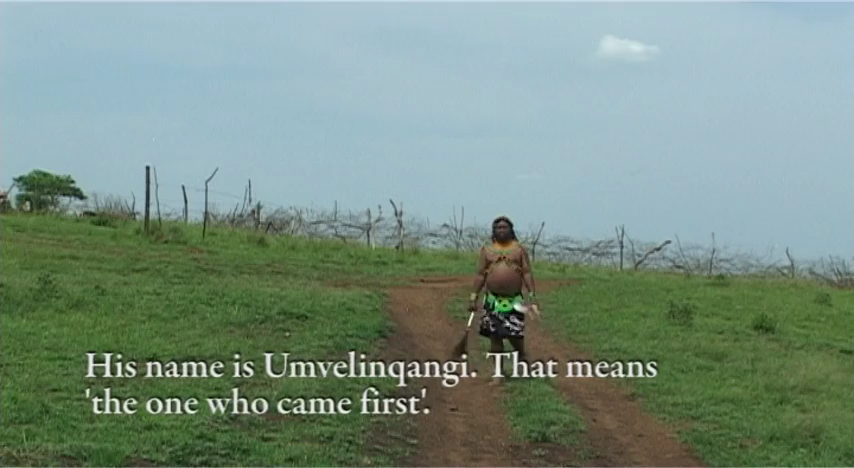 His name is Umvelinqangi. That means
'the one who came first'.